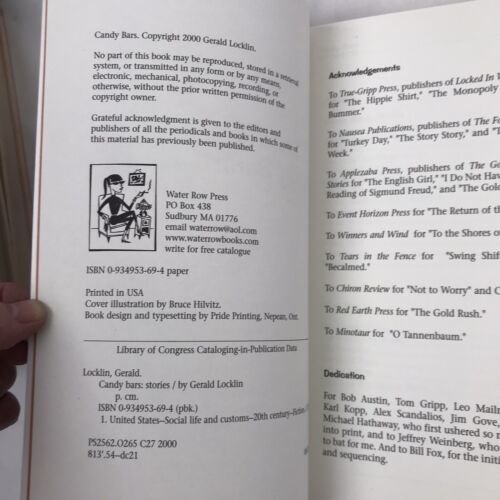 Candy Bars. Copyright 2000 Gerald Locklin.
No part of this book may be reproduced, stored in a retrieval
system, or transmitted in any form or by any means,
electronic, mechanical, photocopying, recording, or
otherwise, without the prior written permission of the
copyright owner.
Grateful acknowledgment is given to the editors and
publishers of all the periodicals and books in which some of
this material has previously been published.
Water Row Press
PO Box 438
Sudbury MA 01776
email waterrow@aol.com
www.waterrowbooks.com
write for free catalogue
ISBN 0-934953-69-4 paper
Printed in USA
Cover illustration by Bruce Hilvitz.
Book design and typesetting by Pride Printing, Nepean, Ont.
Library of Congress Cataloging-in-Publication Data
Locklin, Gerald.
Candy bars: stories / by Gerald Locklin
p. cm.
ISBN 0-934953-69-4 (pbk.)
1. United States--Social life and customs--20th century--Fiction.
PS2562.O265 C27 2000
813'.54--dc21
Acknowledgements
To True-Gripp Press, publishers of Locked In
for "The Hippie Shirt," "The Monopoly
Bummer."
To Nausea Publications, publishers of The
for "Turkey Day," "The Story Story," and
Week."
To Applezaba Press, publishers of The
Stories for "The English Girl," "I Do Not
Reading of Sigmund Freud," and "The
To Event Horizon Press for "The Return of
To Winners and Wind for "To the Shores
To Tears in the Fence for "Swing
"Becalmed."
To Chiron Review for "Not to Worry" and
To Red Earth Press for "The Gold Rush."
To Minotaur for "O Tannenbaum."
Dedication
For Bob Austin, Tom Gripp, Leo
Karl Kopp, Alex Scandalios, Jim Gove,
Michael Hathaway, who first ushered so
into print, and to Jeffrey Weinberg, who
to bat for me. And to Bill Fox, for the
and sequencing.